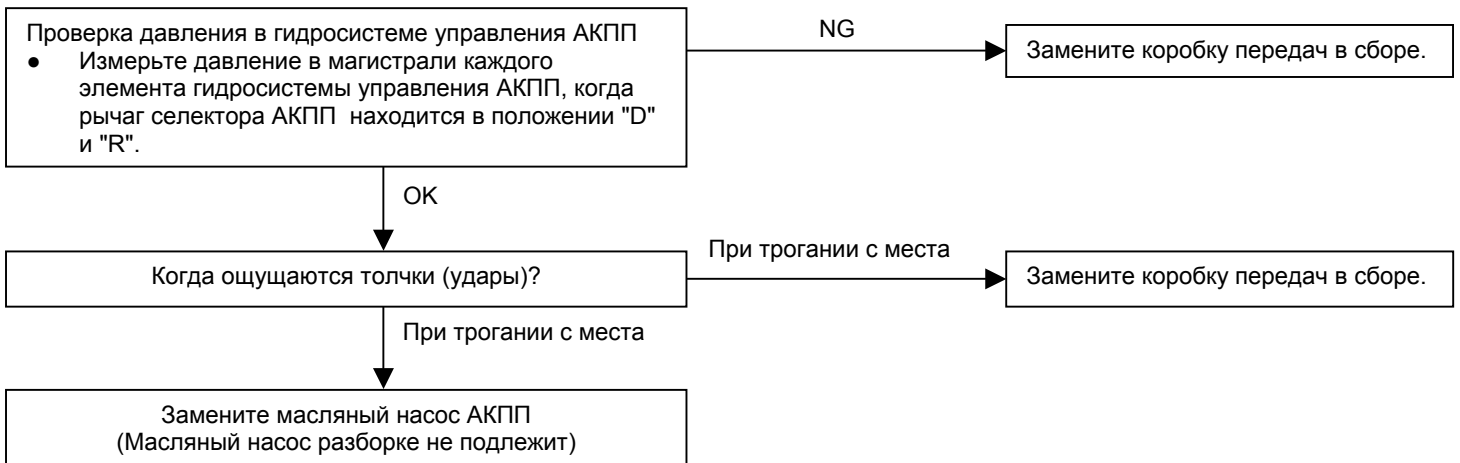 Проверка давления в гидросистеме управления АКПП
● Измерьте давление в магистрали каждого
элемента гидросистемы управления АКПП, когда
рычаг селектора АКПП находится в положении "D"
и "R".
NG
Замените коробку передач в сборе.
OK
Когда ощущаются толчки (удары)?
При трогании с места
Замените коробку передач в сборе.
При трогании с места
Замените масляный насос АКПП
(Масляный насос разборке не подлежит)